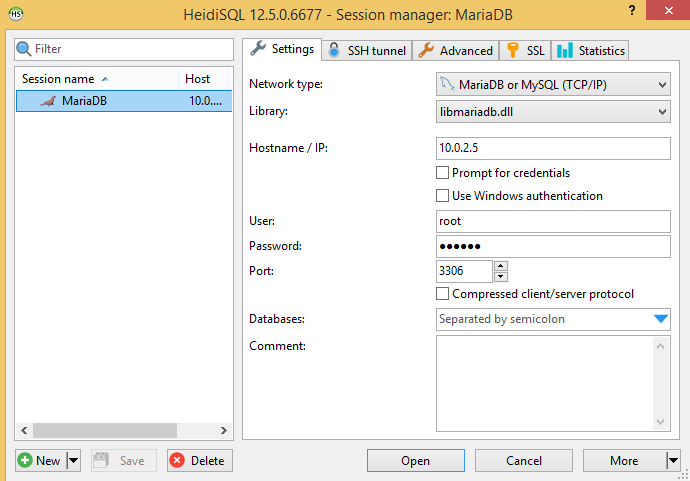 HS HeidiSQL 12.5.0.6677 - Session manager: MariaDB ?
Filter
Session name Host
MariaDB 10.0....
Settings SSH tunnel Advanced SSL Statistics
Network type: MariaDB or MySQL (TCP/IP)
Library: libmariadb.dll
Hostname / IP: 10.0.2.5
Prompt for credentials
Use Windows authentication
User: root
Password: ●●●●●●
Port: 3306
Compressed client/server protocol
Databases: Separated by semicolon
Comment:
New Save Delete Open Cancel More